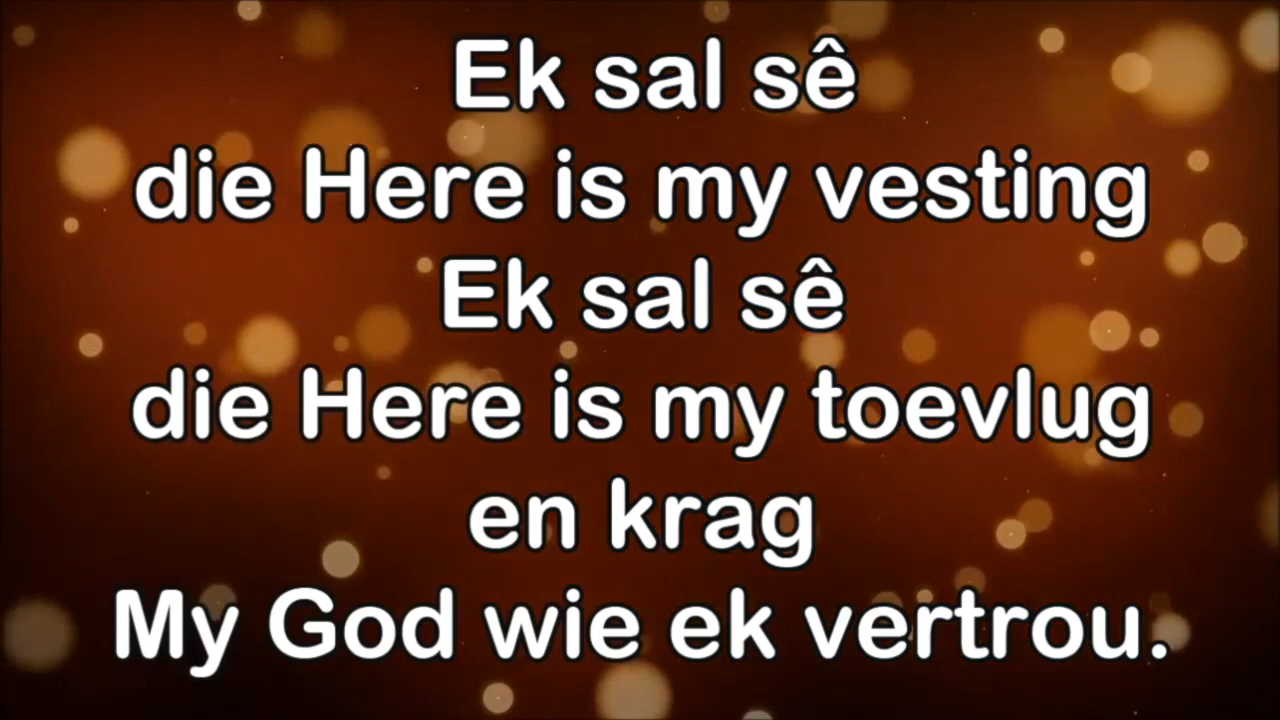 Ek sal sê
die Here is my vesting
Ek sal sê
die Here is my toevlug
en krag
My God wie ek vertrou.